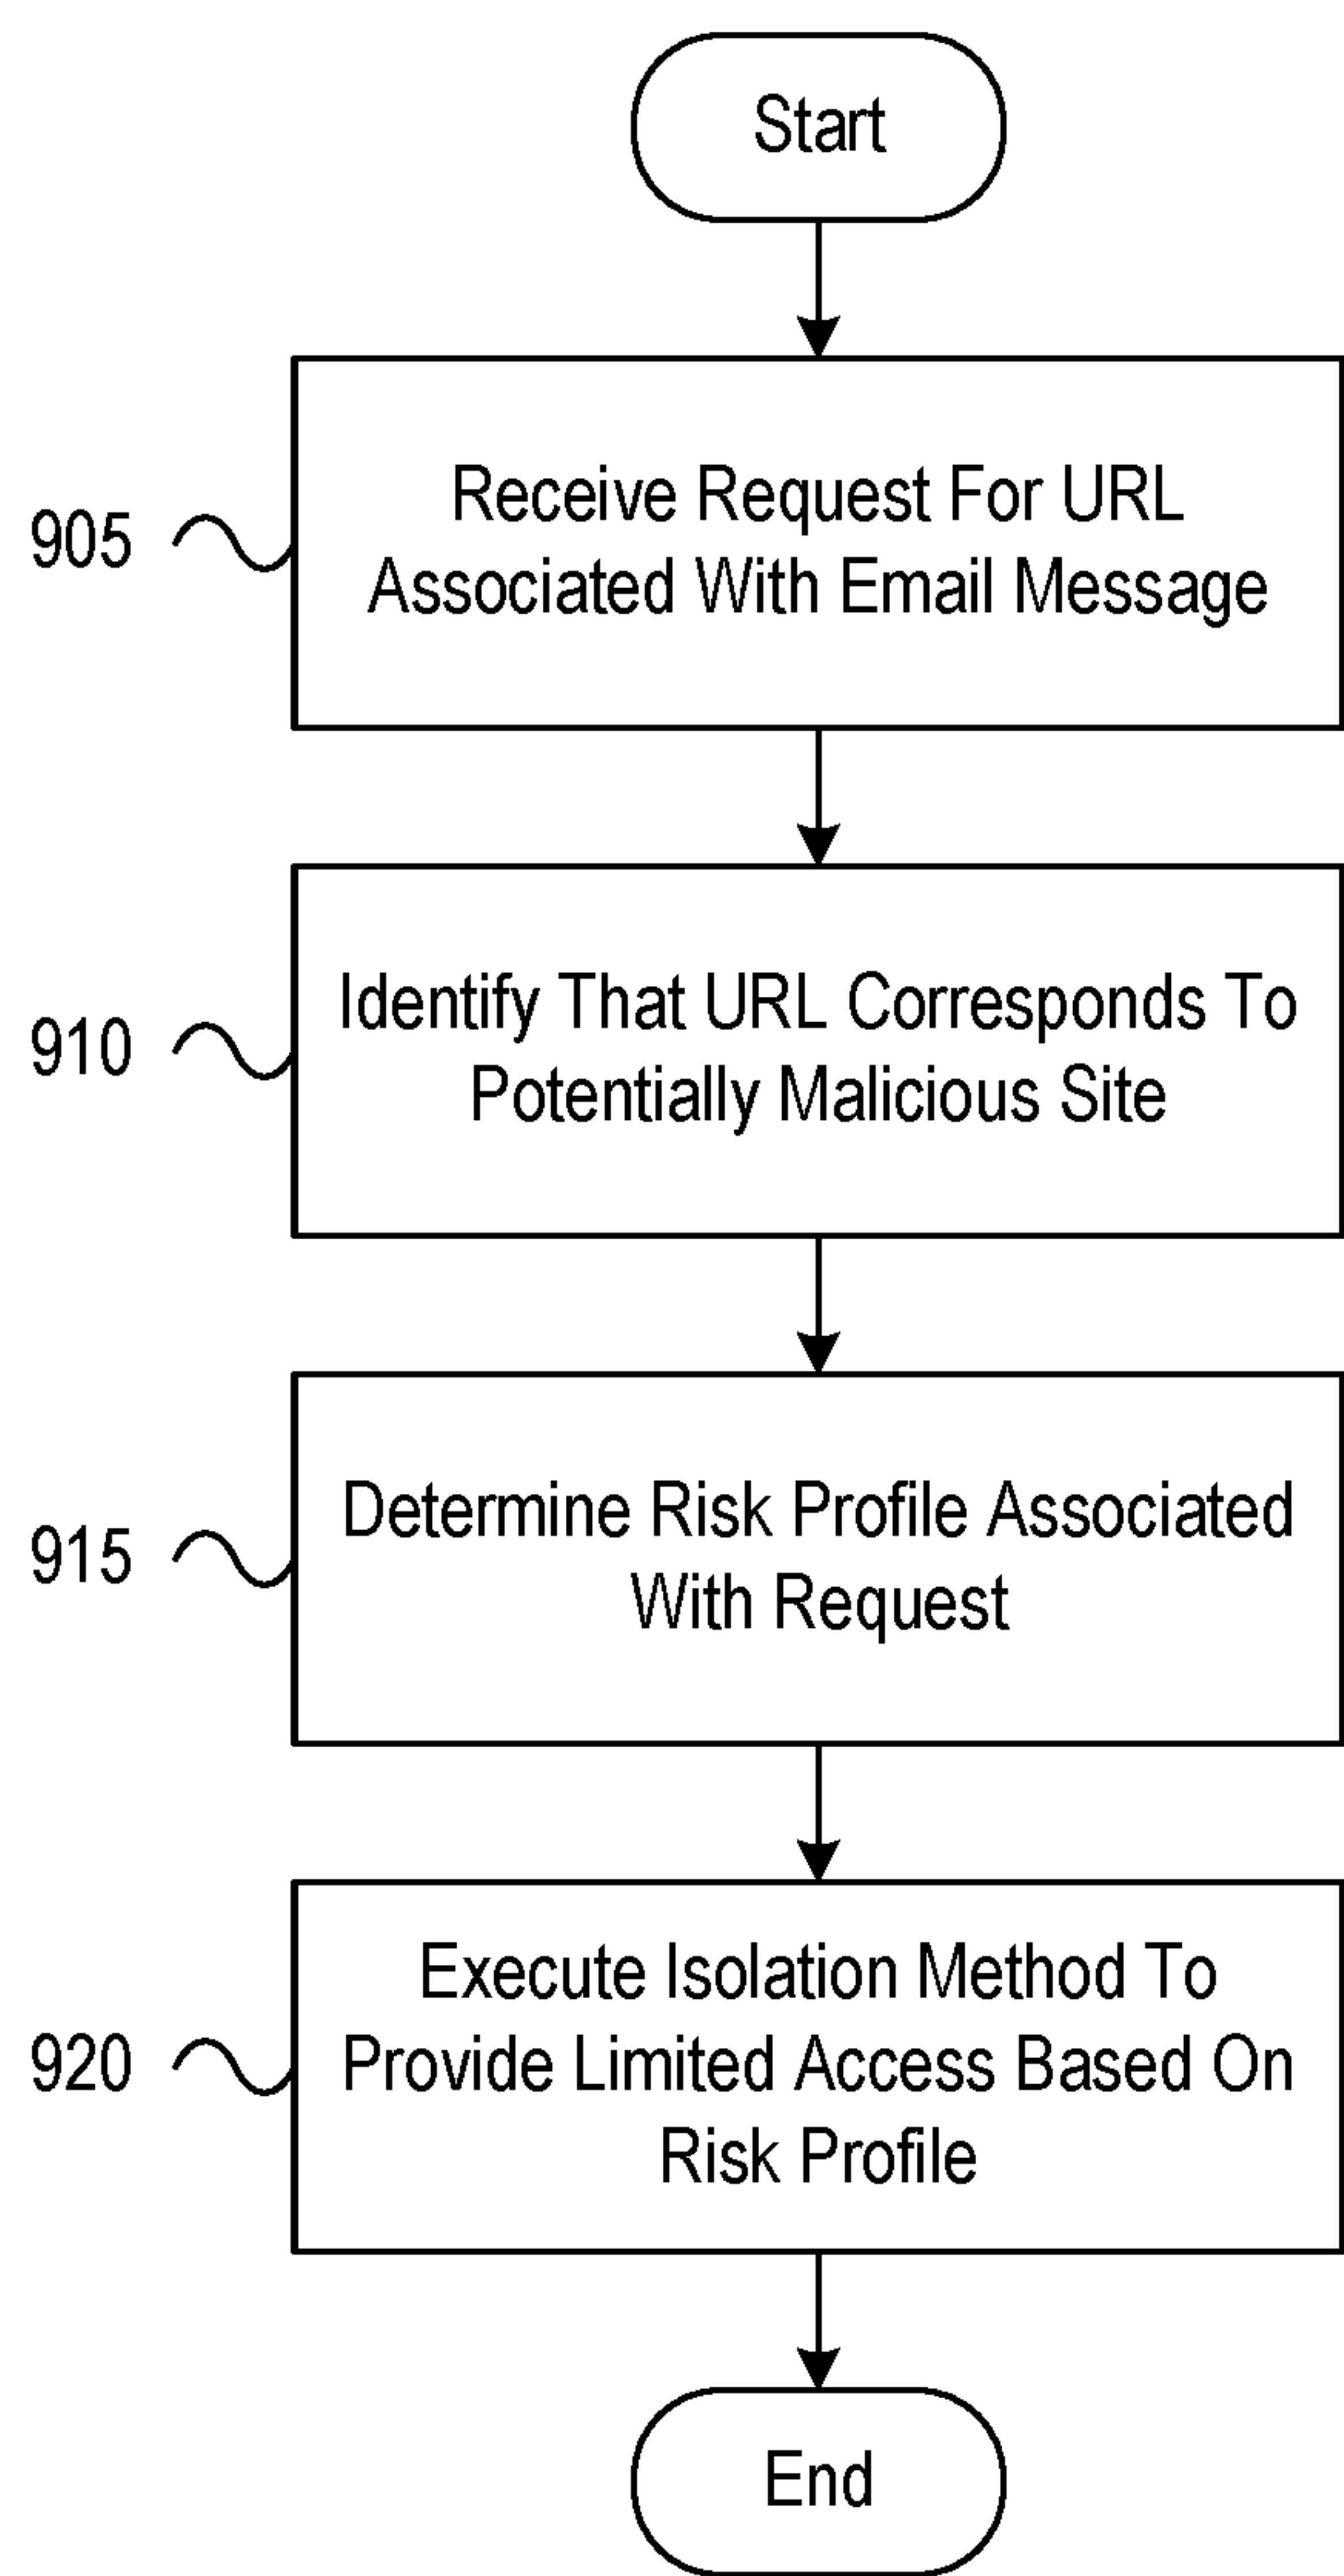 Start
905
Receive Request For URL
Associated With Email Message
910
Identify That URL Corresponds To
Potentially Malicious Site
915
Determine Risk Profile Associated
With Request
920
Execute Isolation Method To
Provide Limited Access Based On
Risk Profile
End